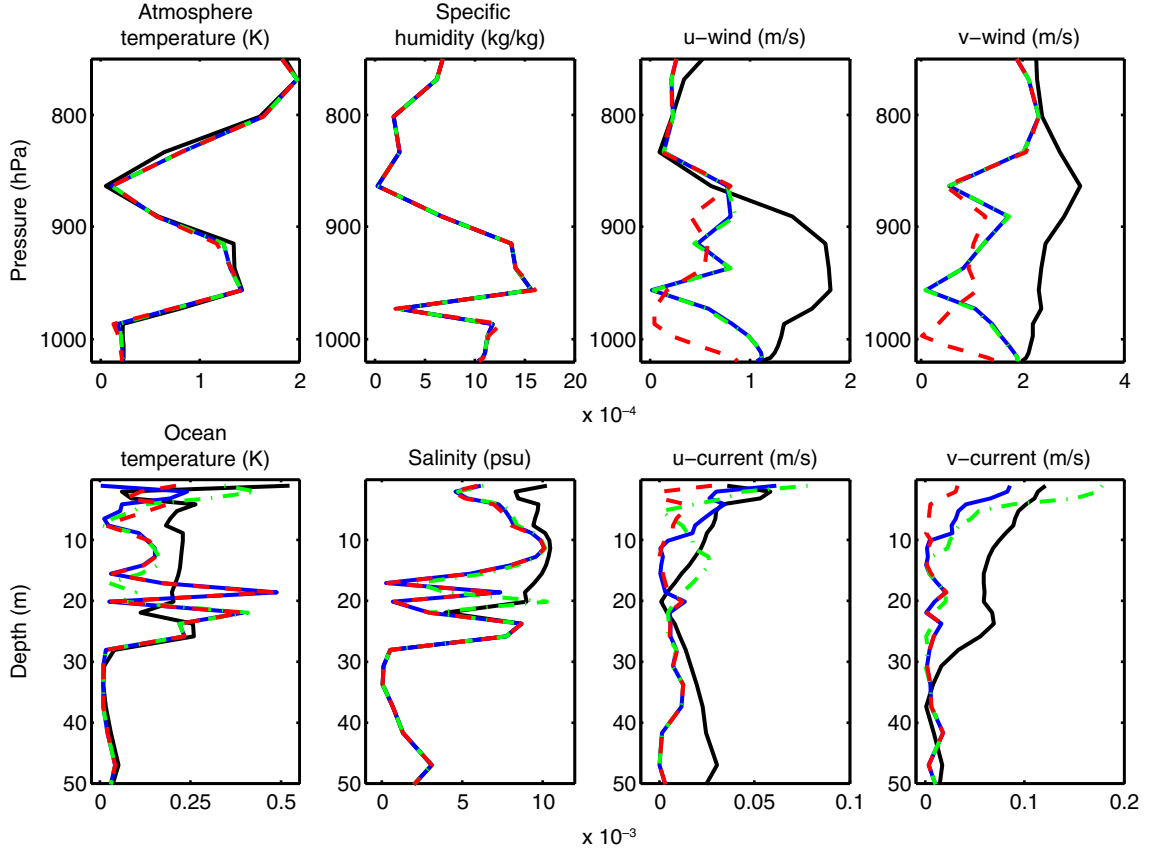 Atmosphere
temperature (K)
Specific
humidity (kg/kg)
u−wind (m/s)
v−wind (m/s)
Pressure (hPa)
800
900
1000
0 1 2
0 5 10 15 20
x 10⁻⁴
800
900
1000
0 1 2
800
900
1000
0 2 4
Ocean
temperature (K)
Salinity (psu)
u−current (m/s)
v−current (m/s)
Depth (m)
10
20
30
40
50
0 0.25 0.5
10
20
30
40
50
0 5 10
x 10⁻³
10
20
30
40
50
0 0.05 0.1
10
20
30
40
50
0 0.1 0.2